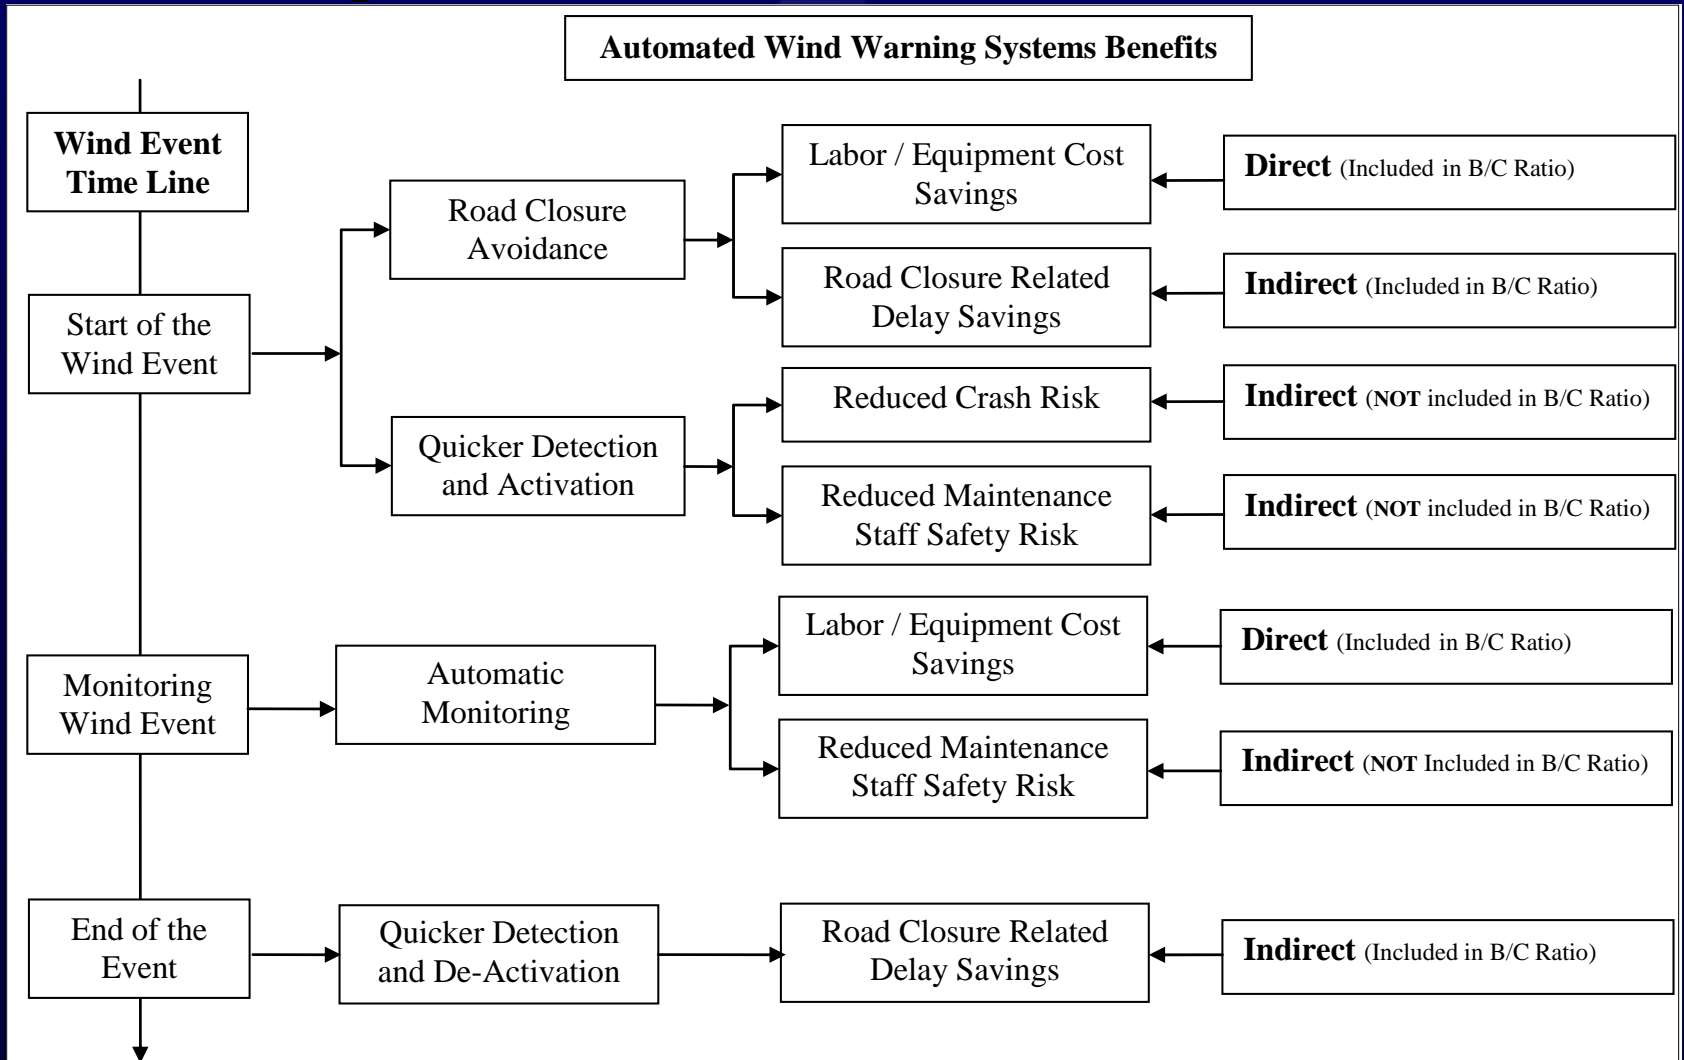 Automated Wind Warning Systems Benefits
Wind Event
Time Line
Start of the
Wind Event
Road Closure
Avoidance
Labor / Equipment Cost
Savings
Direct (Included in B/C Ratio)
Road Closure Related
Delay Savings
Indirect (Included in B/C Ratio)
Quicker Detection
and Activation
Reduced Crash Risk
Indirect (NOT included in B/C Ratio)
Reduced Maintenance
Staff Safety Risk
Indirect (NOT included in B/C Ratio)
Monitoring
Wind Event
Automatic
Monitoring
Labor / Equipment Cost
Savings
Direct (Included in B/C Ratio)
Reduced Maintenance
Staff Safety Risk
Indirect (NOT Included in B/C Ratio)
End of the
Event
Quicker Detection
and De-Activation
Road Closure Related
Delay Savings
Indirect (Included in B/C Ratio)